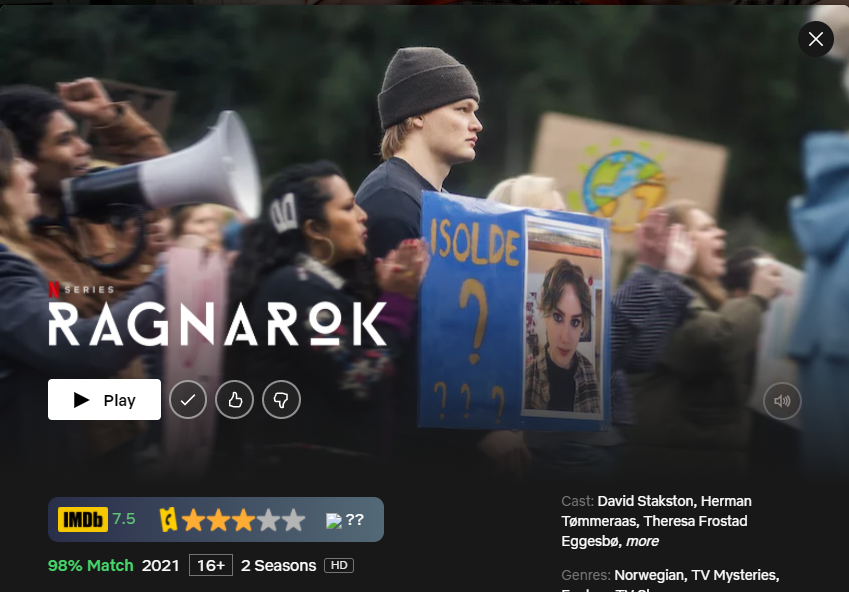 ISOLDE
?
? ? ?
N SERIES
RAGNAROK
Play
IMDb 7.5 ??
98% Match 2021 16+ 2 Seasons HD
Cast: David Stakston, Herman
Tømmeraas, Theresa Frostad
Eggesbø, more
Genres: Norwegian, TV Mysteries,